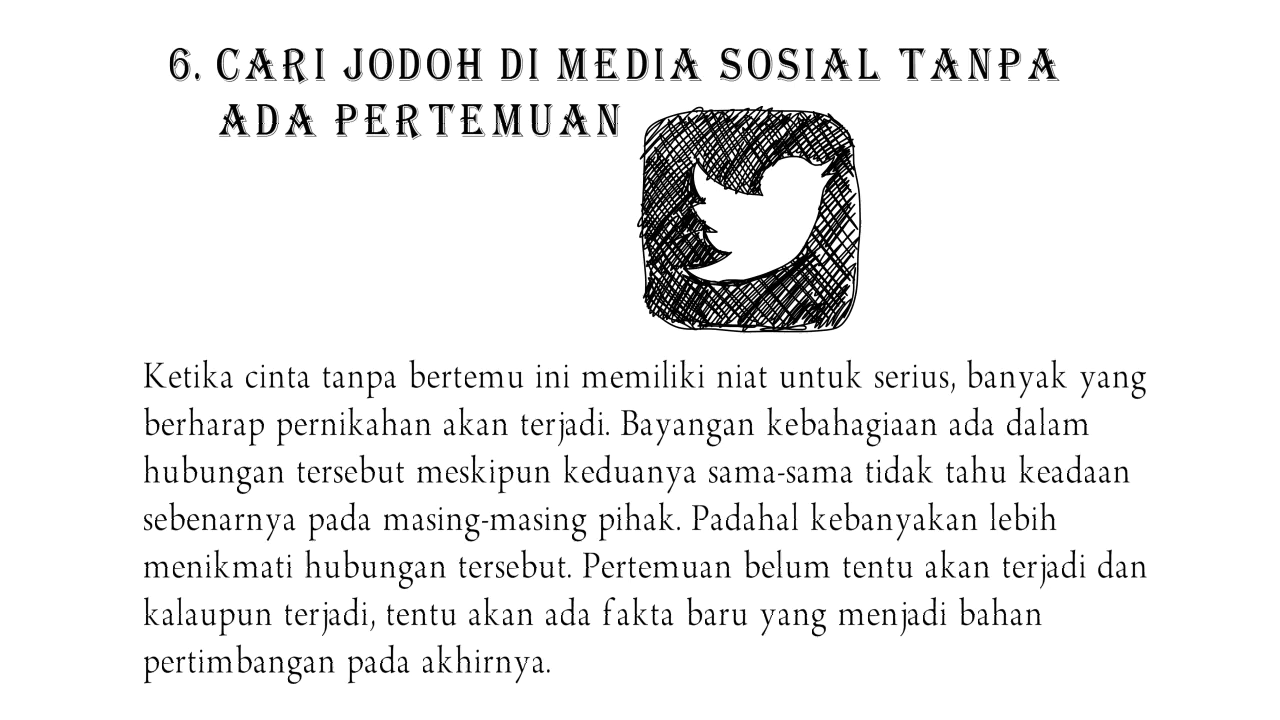 6. CARI JODOH DI MEDIA SOSIAL TANPA
ADA PERTEMUAN
Ketika cinta tanpa bertemu ini memiliki niat untuk serius, banyak yang
berharap pernikahan akan terjadi. Bayangan kebahagiaan ada dalam
hubungan tersebut meskipun keduanya sama-sama tidak tahu keadaan
sebenarnya pada masing-masing pihak. Padahal kebanyakan lebih
menikmati hubungan tersebut. Pertemuan belum tentu akan terjadi dan
kalaupun terjadi, tentu akan ada fakta baru yang menjadi bahan
pertimbangan pada akhirnya.